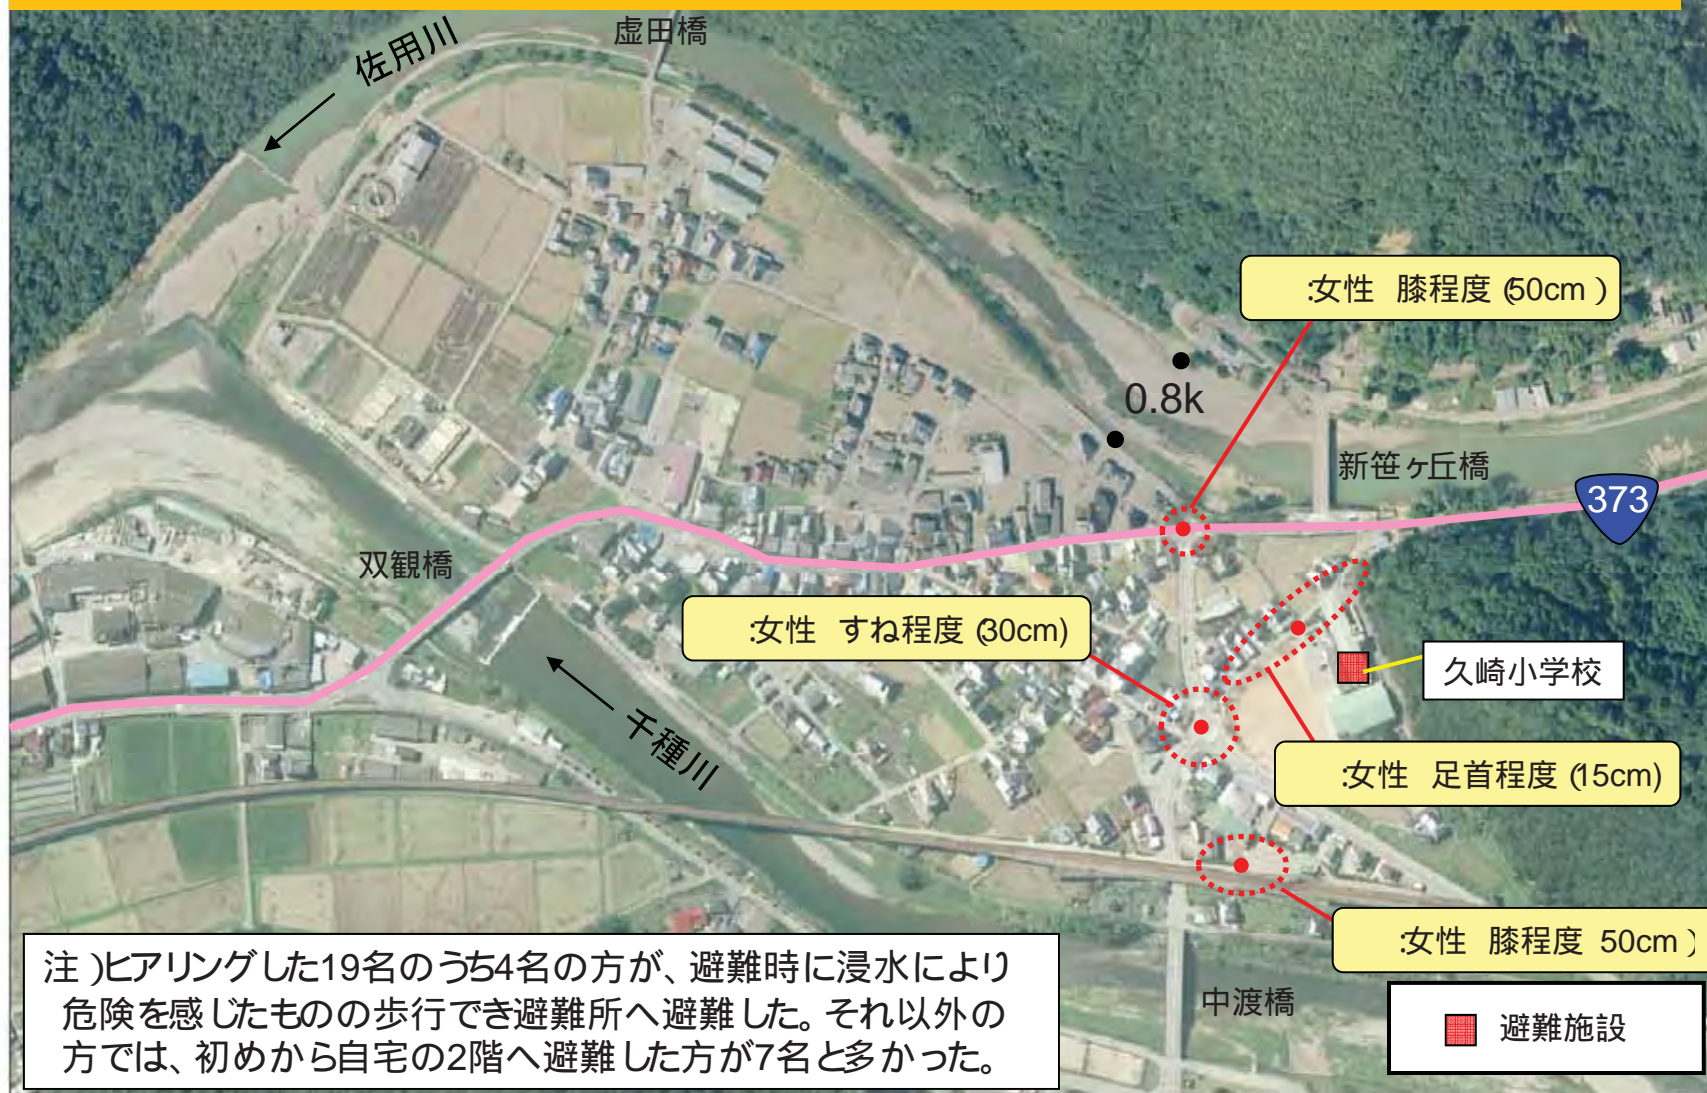 佐用川
虚田橋
:女性 膝程度 (50cm )
0.8k
新笹ヶ丘橋
373
双観橋
:女性 すね程度 (30cm)
久崎小学校
千種川
:女性 足首程度 (15cm)
:女性 膝程度 50cm )
注 )ヒアリングした19名のうち4名の方が、避難時に浸水により
危険を感じたものの歩行でき避難所へ避難した。それ以外の
方では、初めから自宅の2階へ避難した方が7名と多かった。
中渡橋
避難施設